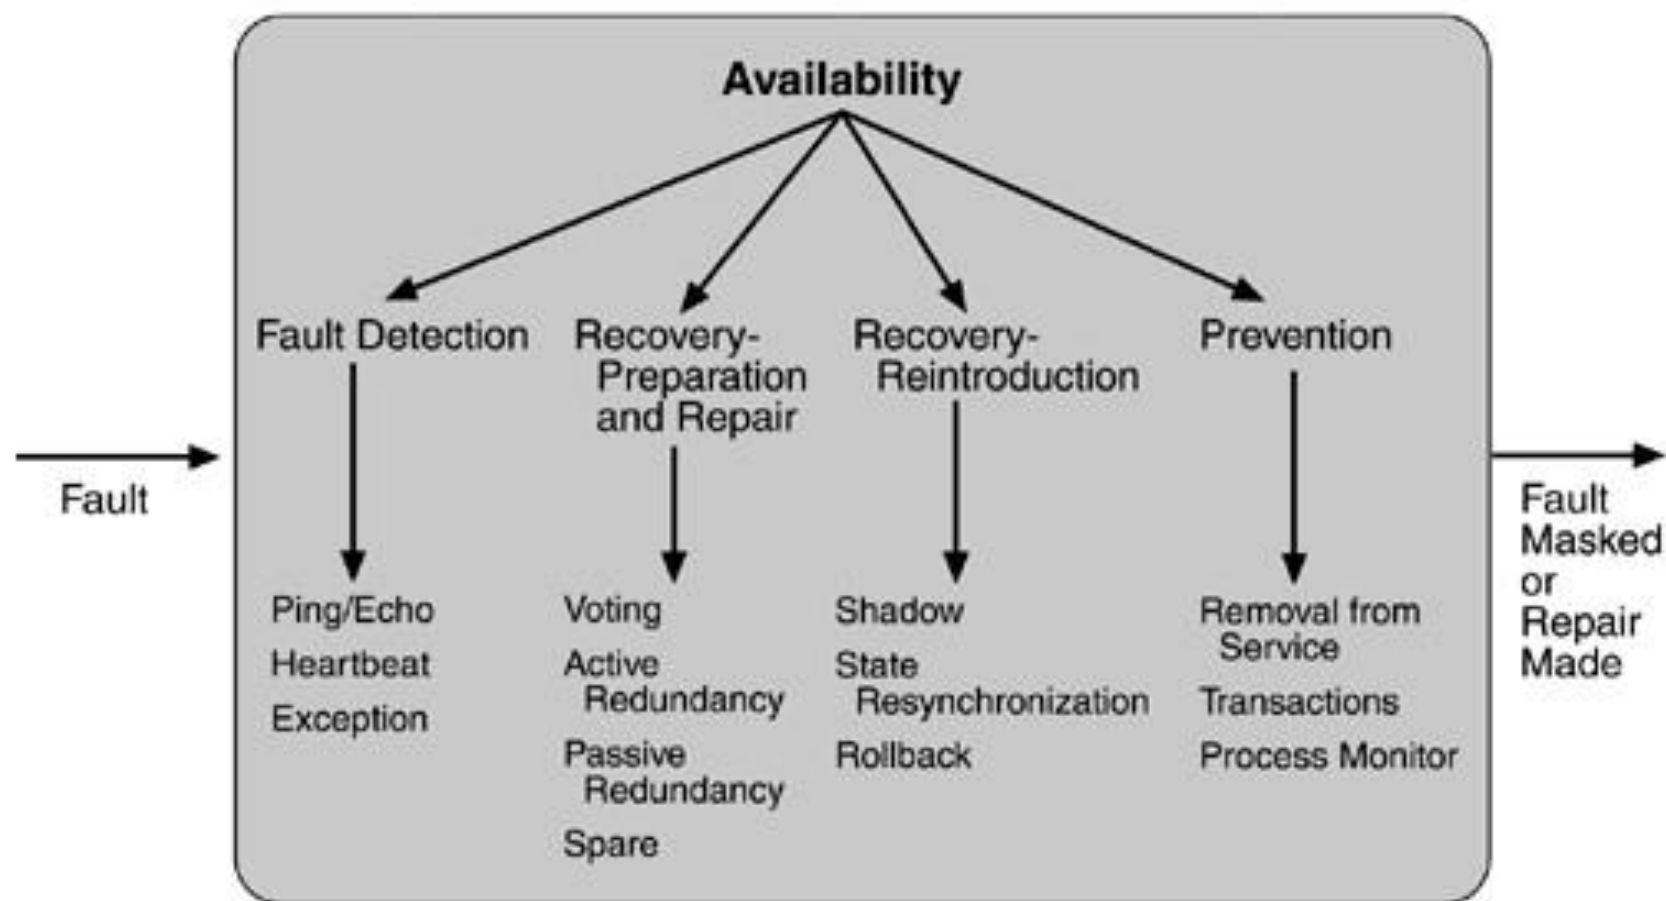 Availability
Fault Detection
Recovery-
Preparation
and Repair
Recovery-
Reintroduction
Prevention
Fault
Ping/Echo
Heartbeat
Exception
Voting
Active
Redundancy
Passive
Redundancy
Spare
Shadow
State
Resynchronization
Rollback
Removal from
Service
Transactions
Process Monitor
Fault
Masked
or
Repair
Made